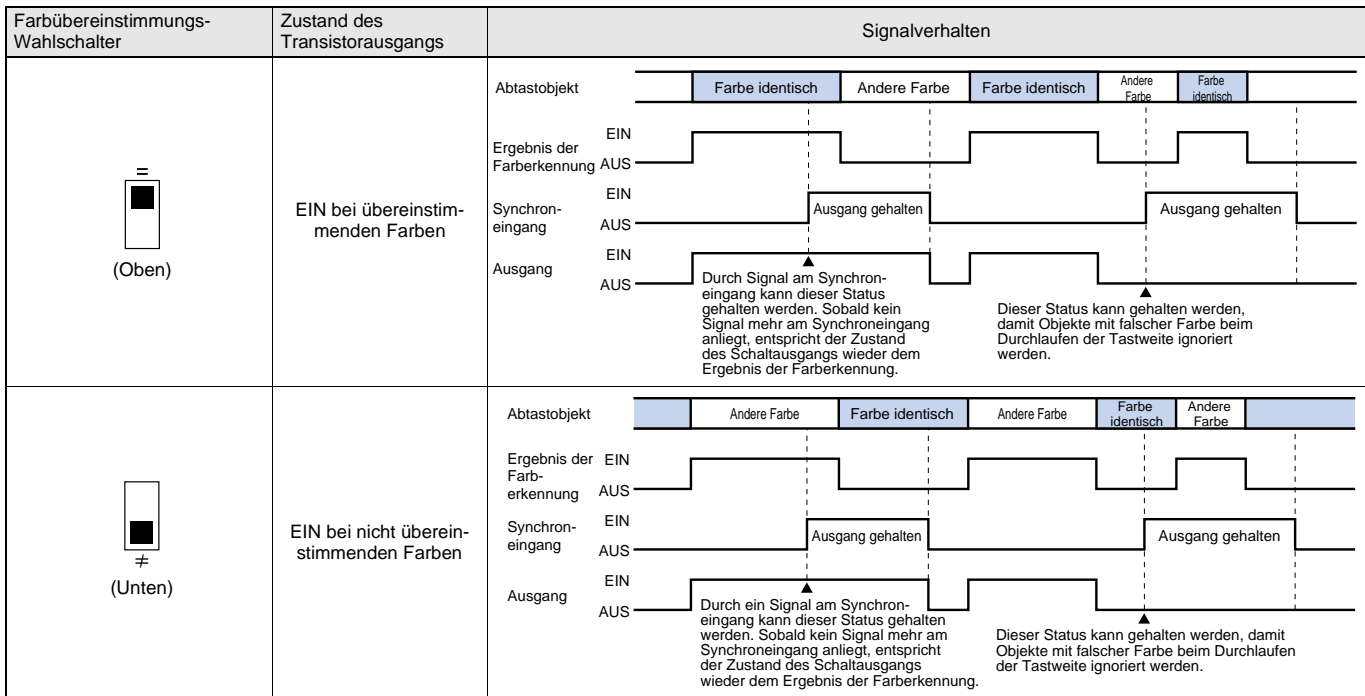 Farbübereinstimmungs-
Wahlschalter
Zustand des
Transistorausgangs
Signalverhalten
=
(Oben)
EIN bei übereinstim-
menden Farben
Abtastobjekt
Farbe identisch
Andere Farbe
Farbe identisch
Andere
Farbe
Farbe
identisch
Ergebnis der
Farberkennung
EIN
AUS
Synchron-
eingang
EIN
AUS
Ausgang gehalten
Ausgang gehalten
Ausgang
EIN
AUS
Durch Signal am Synchron-
eingang kann dieser Status
gehalten werden. Sobald kein
Signal mehr am Synchroneingang
anliegt, entspricht der Zustand
des Schaltausgangs wieder dem
Ergebnis der Farberkennung.
Dieser Status kann gehalten werden,
damit Objekte mit falscher Farbe beim
Durchlaufen der Tastweite ignoriert
werden.
≠
(Unten)
EIN bei nicht überein-
stimmenden Farben
Abtastobjekt
Andere Farbe
Farbe identisch
Andere Farbe
Farbe
identisch
Andere
Farbe
Ergebnis der
Farb-
erkennung
EIN
AUS
Synchron-
eingang
EIN
AUS
Ausgang gehalten
Ausgang gehalten
Ausgang
EIN
AUS
Durch ein Signal am Synchron-
eingang kann dieser Status gehalten
werden. Sobald kein Signal mehr am
Synchroneingang anliegt, entspricht
der Zustand des Schaltausgangs
wieder dem Ergebnis der Farberkennung.
Dieser Status kann gehalten werden, damit
Objekte mit falscher Farbe beim Durchlaufen
der Tastweite ignoriert werden.